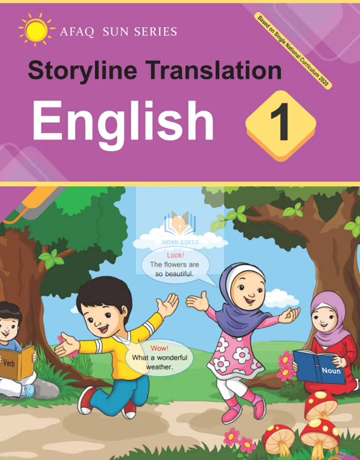 AFAQ SUN SERIES
Based on Single National Curriculum 2020
Storyline Translation
English 1
Look!
The flowers are
so beautiful.
Wow!
What a wonderful
weather.
Verb
Noun